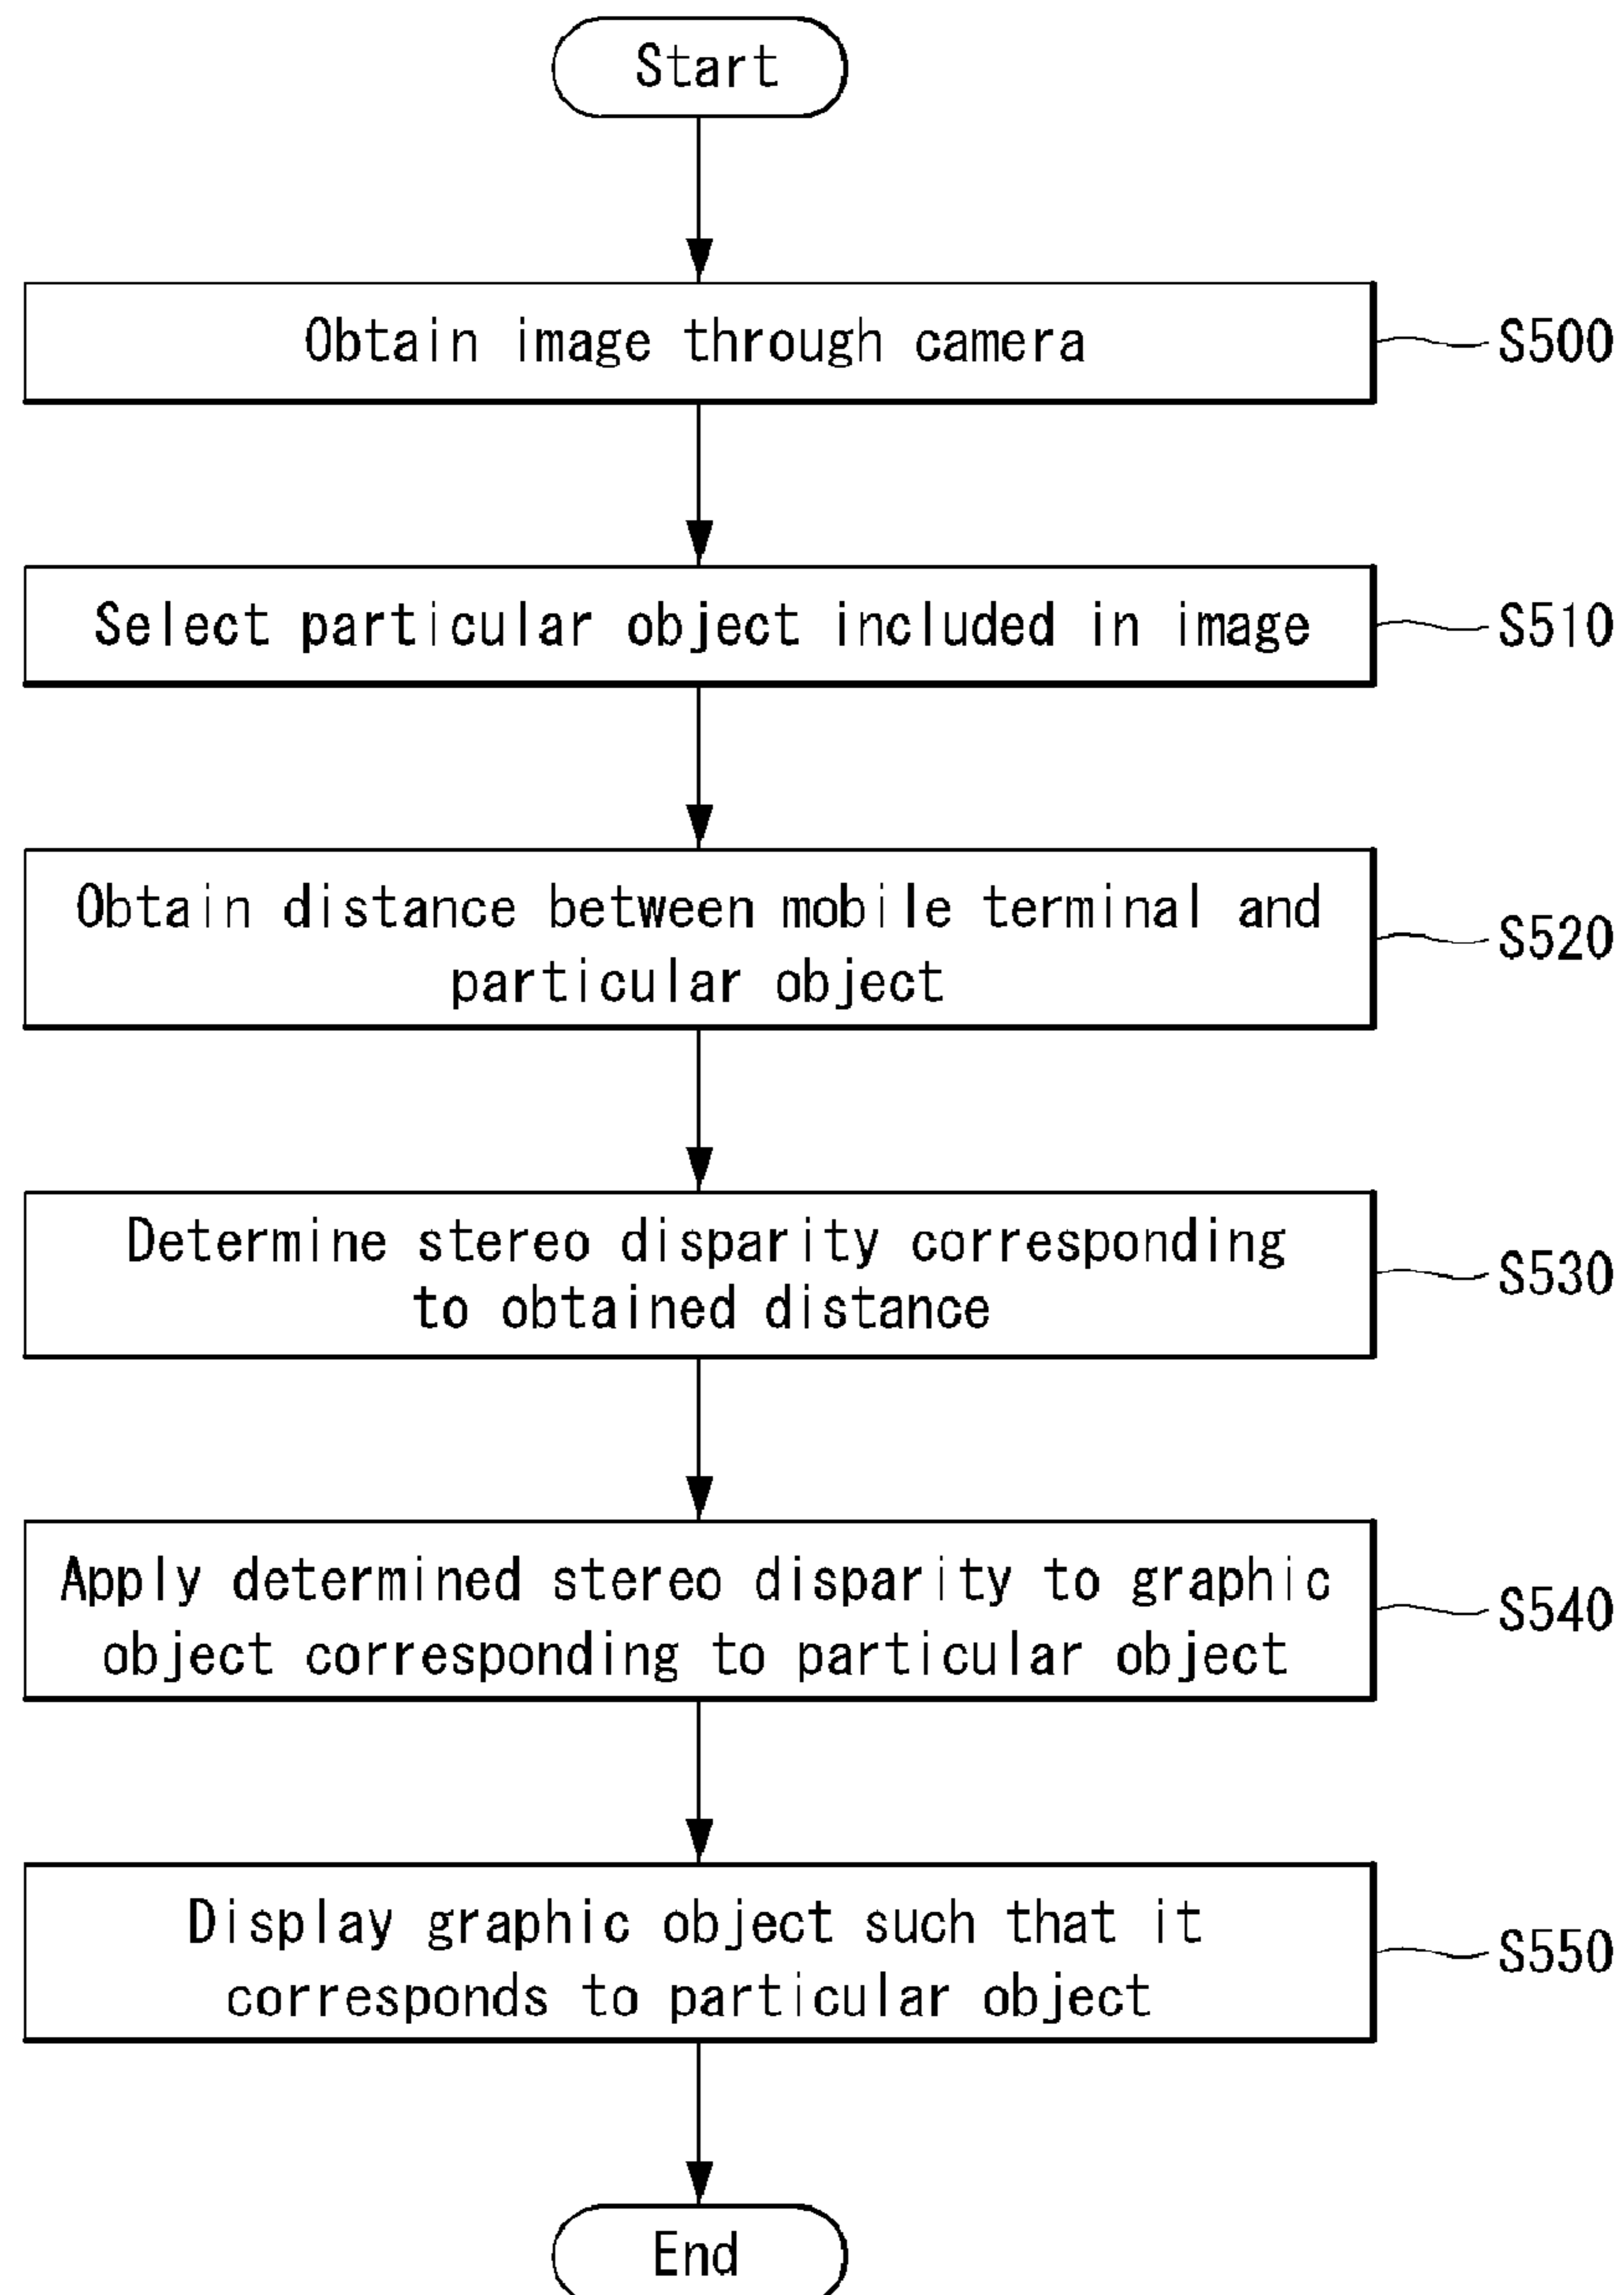 Start
Obtain image through camera
S500
Select particular object included in image
S510
Obtain distance between mobile terminal and
particular object
S520
Determine stereo disparity corresponding
to obtained distance
S530
Apply determined stereo disparity to graphic
object corresponding to particular object
S540
Display graphic object such that it
corresponds to particular object
S550
End